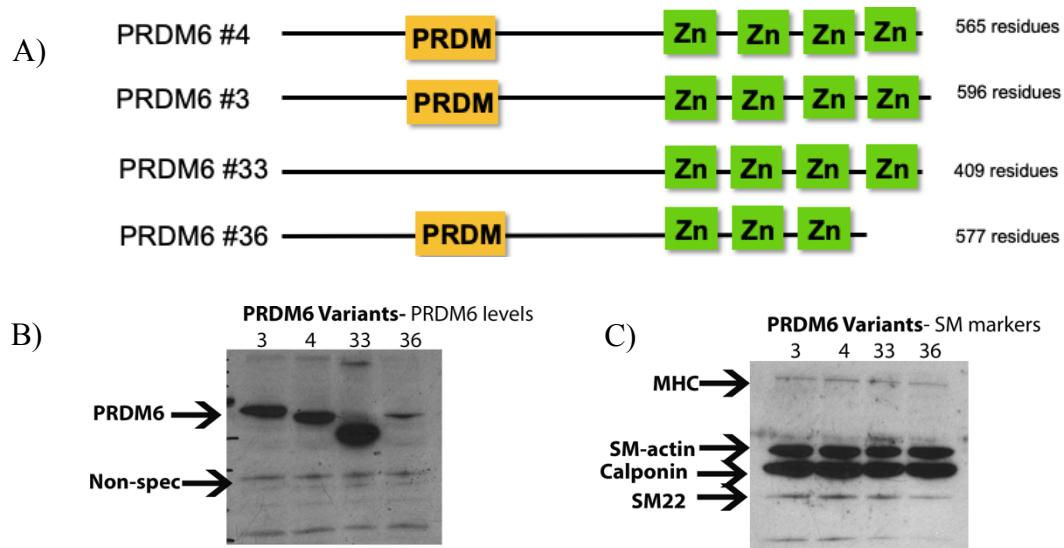 A)
PRDM6 #4 PRDM Zn Zn Zn Zn 565 residues
PRDM6 #3 PRDM Zn Zn Zn Zn 596 residues
PRDM6 #33 Zn Zn Zn Zn 409 residues
PRDM6 #36 PRDM Zn Zn Zn 577 residues
B)
PRDM6 Variants- PRDM6 levels
3 4 33 36
PRDM6
Non-spec
C)
PRDM6 Variants- SM markers
3 4 33 36
MHC
SM-actin
Calponin
SM22